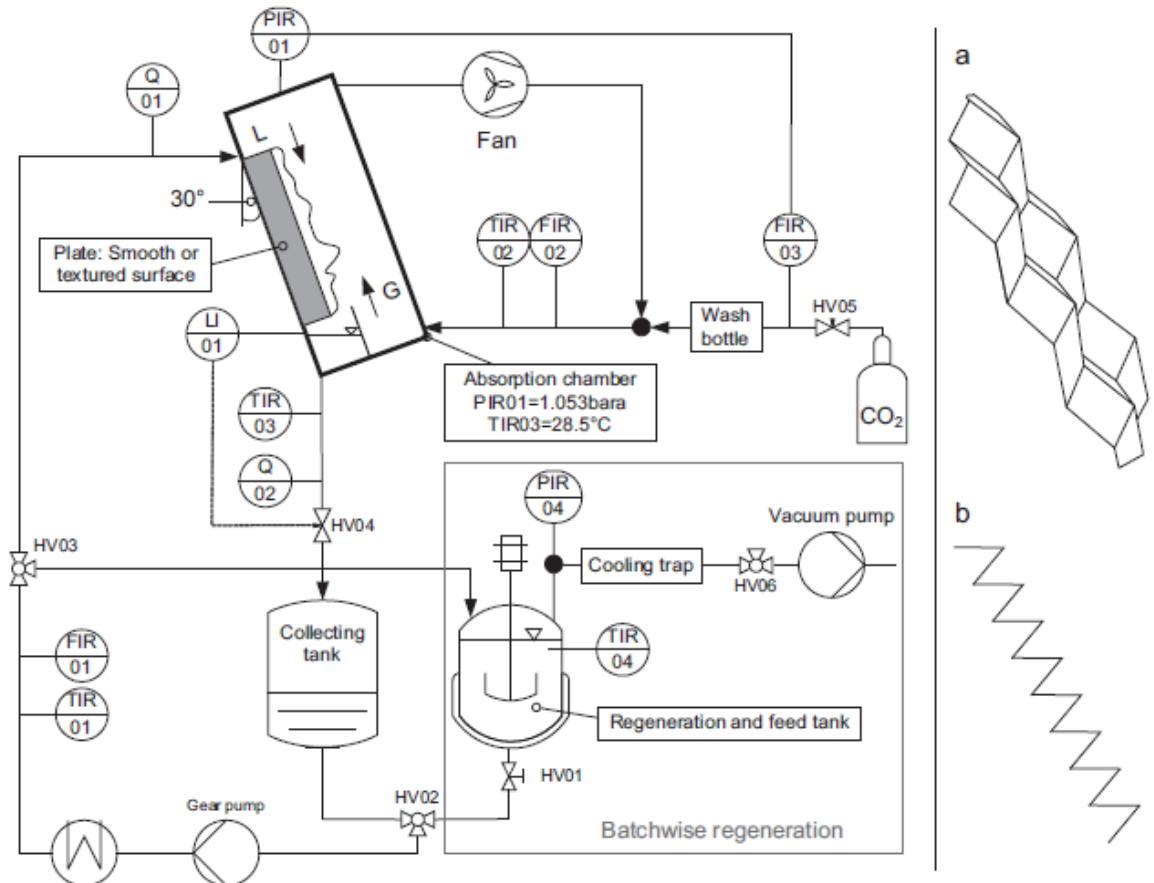 PIR
01
Q
01
L
Fan
30°
TIR
02
FIR
02
FIR
03
Plate: Smooth or
textured surface
G
HV05
Wash
bottle
LI
01
Absorption chamber
PIR01=1.053bara
TIR03=28.5°C
CO2
TIR
03
Q
02
HV04
PIR
04
Vacuum pump
HV03
Cooling trap
HV06
Collecting
tank
TIR
04
FIR
01
TIR
01
Regeneration and feed tank
HV01
HV02
Gear pump
Batchwise regeneration
a
b